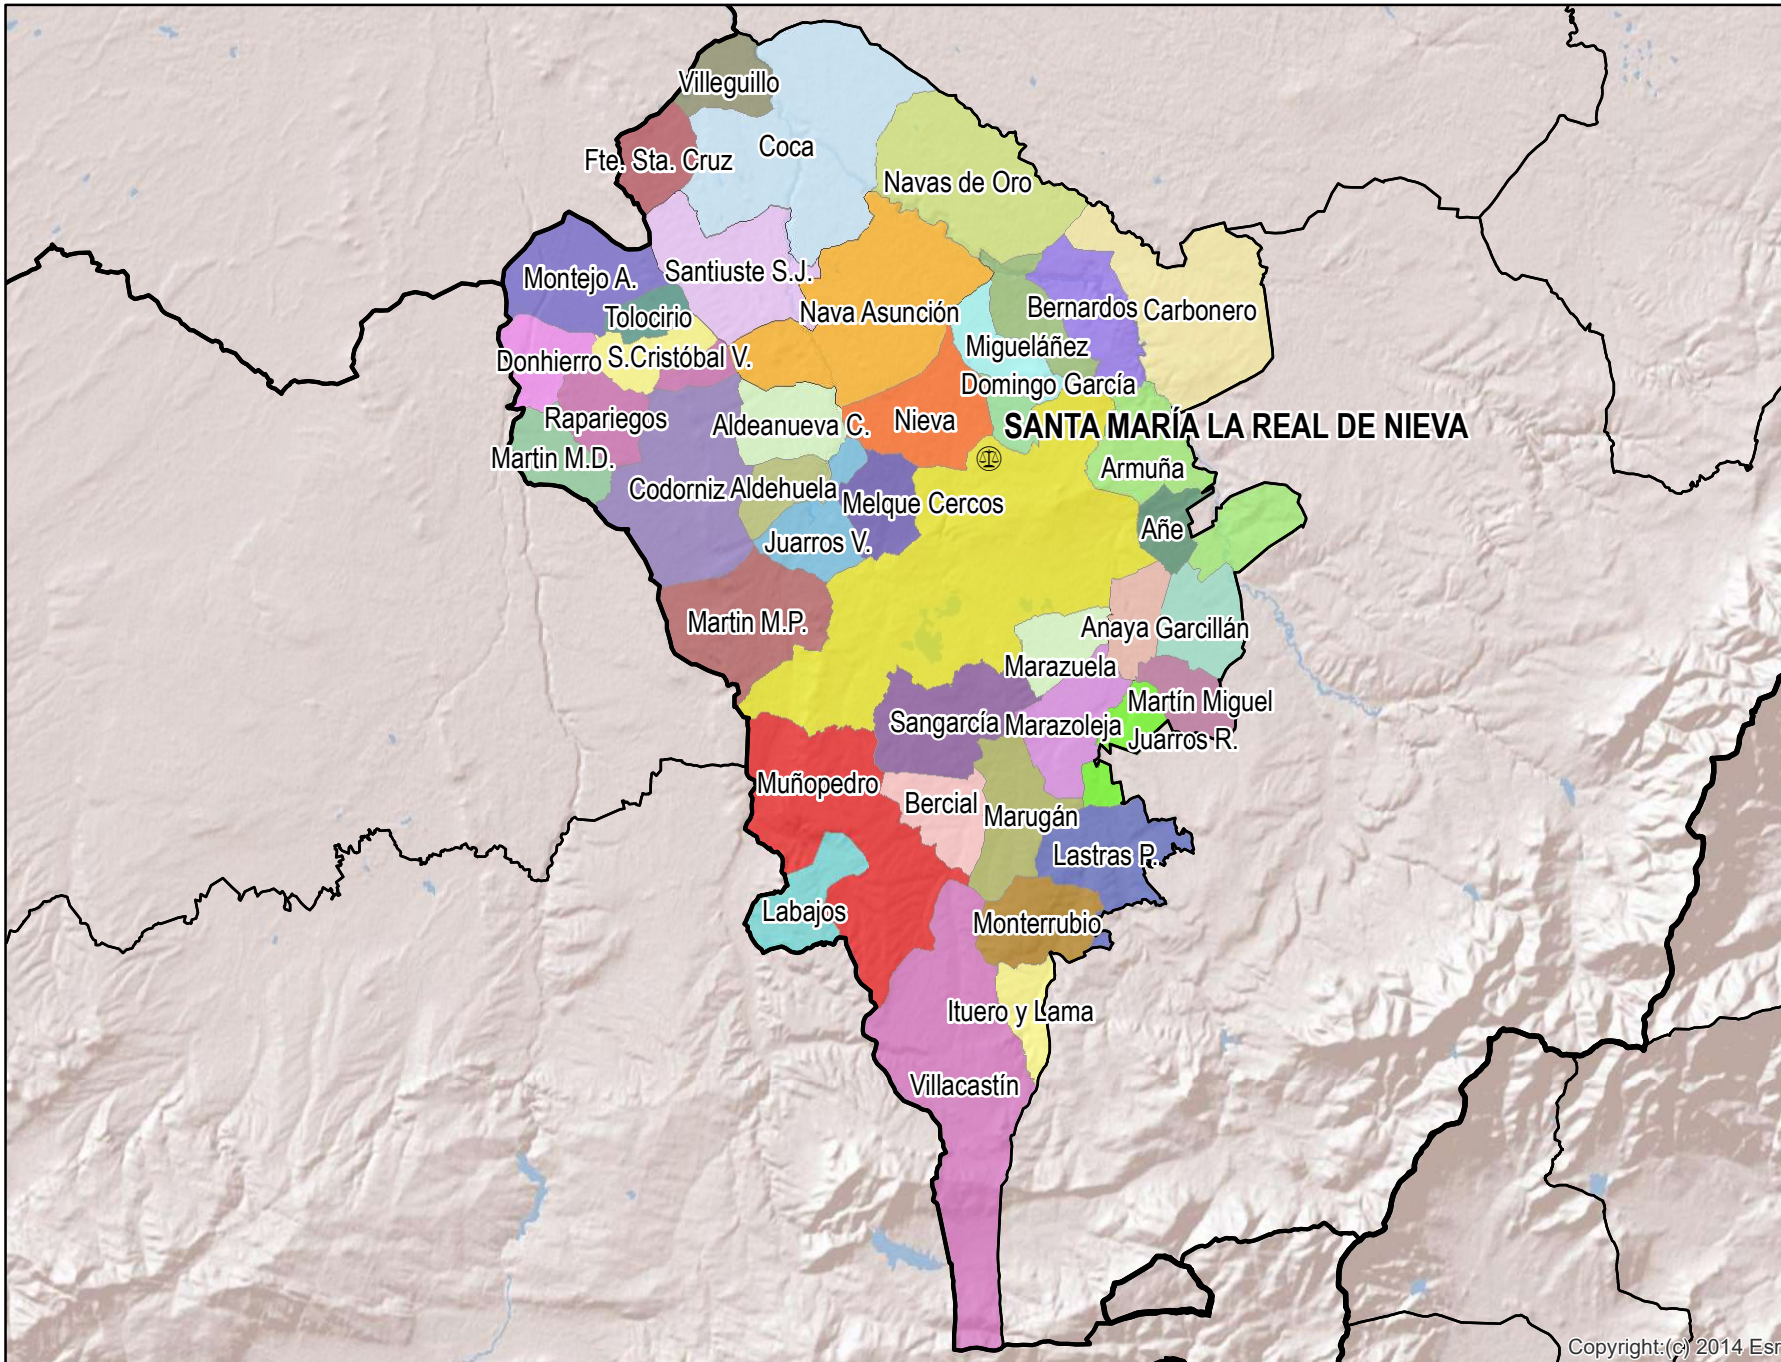 Villeguillo
Coca
Fte. Sta. Cruz
Navas de Oro
Montejo A.
Santiuste S.J.
Tolocirio
Nava Asunción
Bernardos
Carbonero
Donhierro
S.Cristóbal V.
Migueláñez
Domingo García
Rapariegos
Aldeanueva C.
Nieva
SANTA MARÍA LA REAL DE NIEVA
Martin M.D.
Armuña
Codorniz
Aldehuela
Melque Cercos
Juarros V.
Añe
Martin M.P.
Anaya
Garcillán
Marazuela
Martín Miguel
Sangarcía
Marazoleja
Juarros R.
Muñopedro
Bercial
Marugán
Lastras P.
Labajos
Monterrubio
Ituero y Lama
Villacastín
Copyright:(c) 2014 Esr